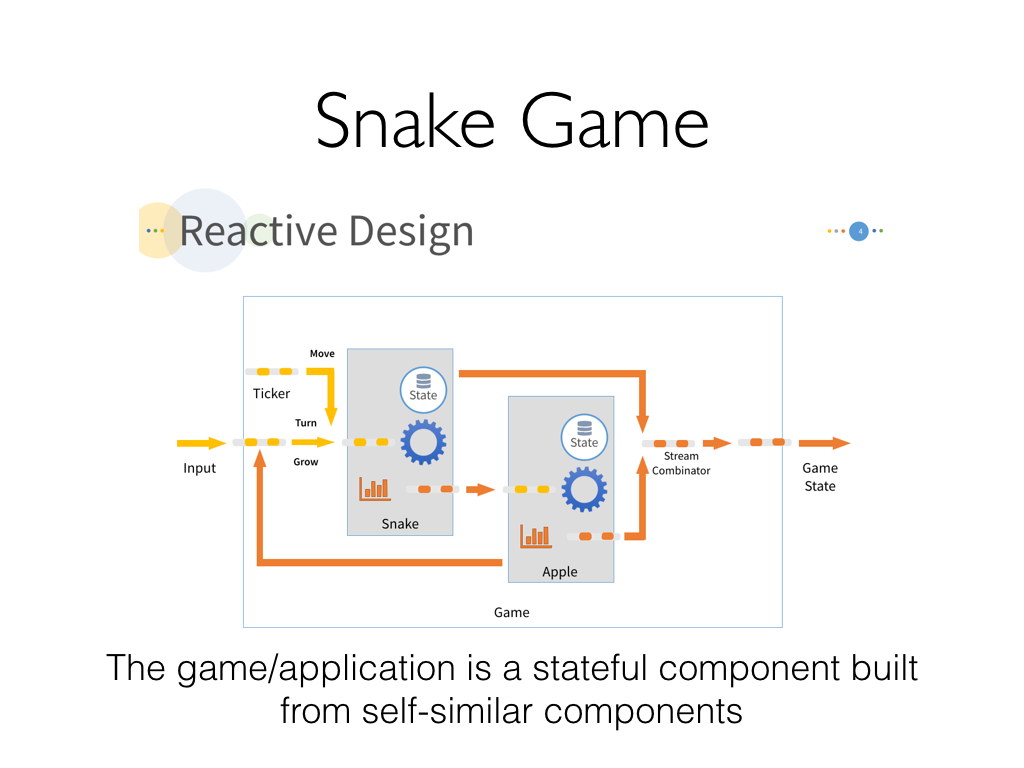 Snake Game
Reactive Design
4
Move
Ticker
State
Turn
Input
Grow
Snake
State
Apple
Stream
Combinator
Game
State
Game
The game/application is a stateful component built
from self-similar components